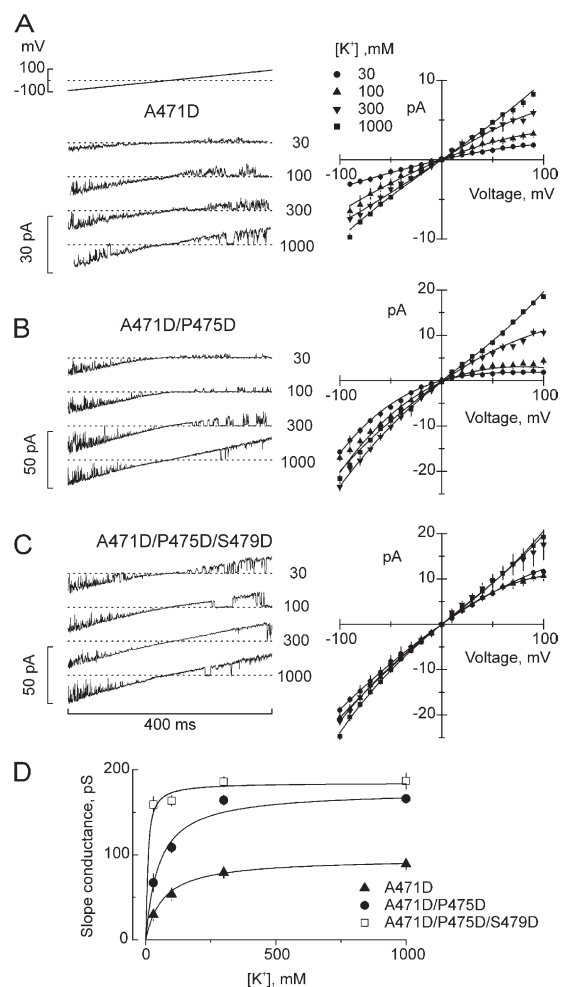 A
mV
100
-100
A471D
30
100
300
1000
30 pA
[K+] ,mM
30
100
300
1000
10
pA
-100
100
Voltage, mV
-10
B
A471D/P475D
30
100
300
1000
50 pA
20
pA
10
-100
100
Voltage, mV
-10
-20
C
A471D/P475D/S479D
30
100
300
1000
50 pA
400 ms
20
pA
10
-100
100
Voltage, mV
-10
-20
D
Slope conductance, pS
200
100
0
0
500
1000
[K+], mM
A471D
A471D/P475D
A471D/P475D/S479D